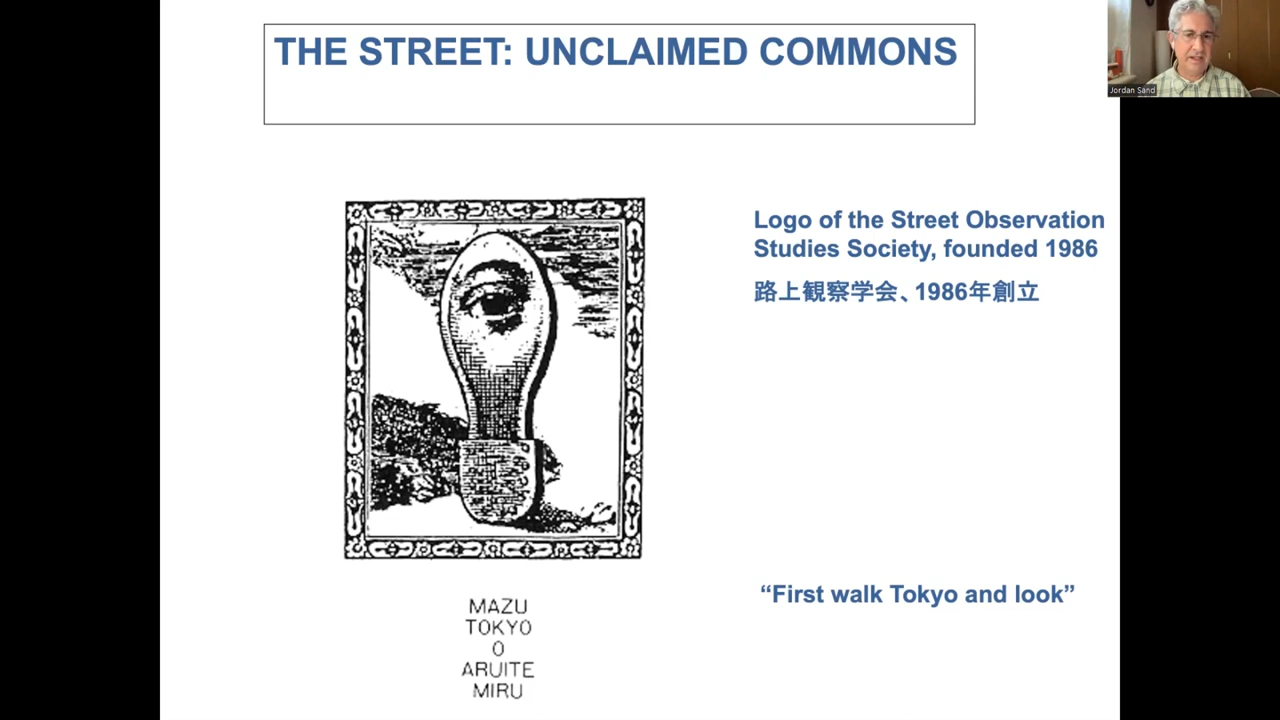 THE STREET: UNCLAIMED COMMONS
Jordan Sand
Logo of the Street Observation
Studies Society, founded 1986
路上観察学会、1986年創立
“First walk Tokyo and look”
MAZU
TOKYO
O
ARUITE
MIRU